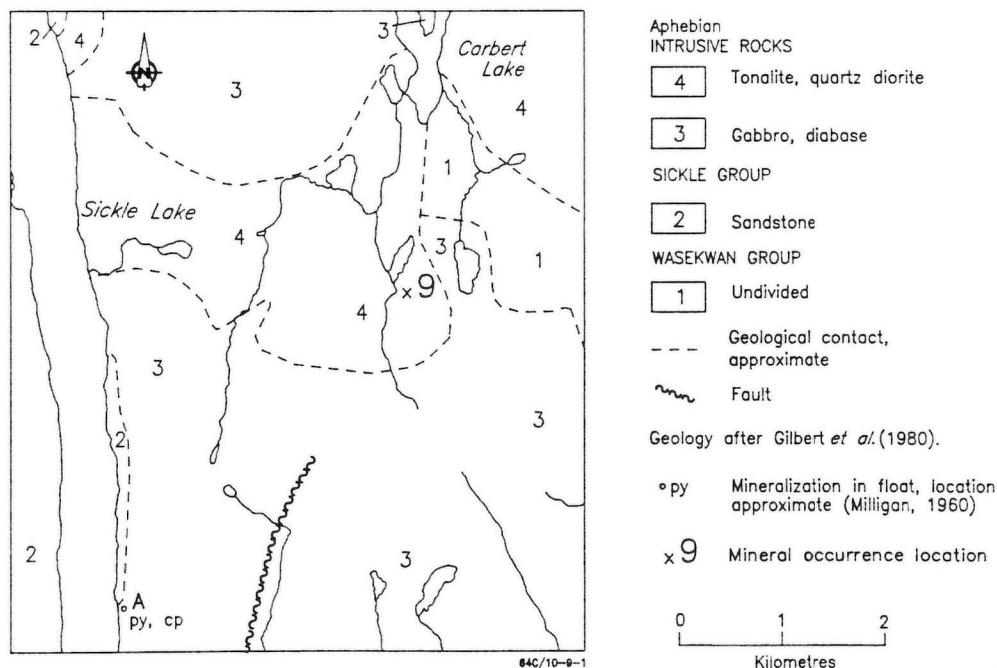 3
2
4
N
Carbert
Lake
3
4
1
Sickle Lake
4
3
1
x 9
4
3
2
3
2
3
A
py, cp
64C/10-9-1
Aphebian
INTRUSIVE ROCKS
4 Tonalite, quartz diorite
3 Gabbro, diabase
SICKLE GROUP
2 Sandstone
WASEKWAN GROUP
1 Undivided
Geological contact,
approximate
Fault
Geology after Gilbert et al. (1980).
py Mineralization in float, location
approximate (Milligan, 1960)
x 9 Mineral occurrence location
0 1 2
Kilometres